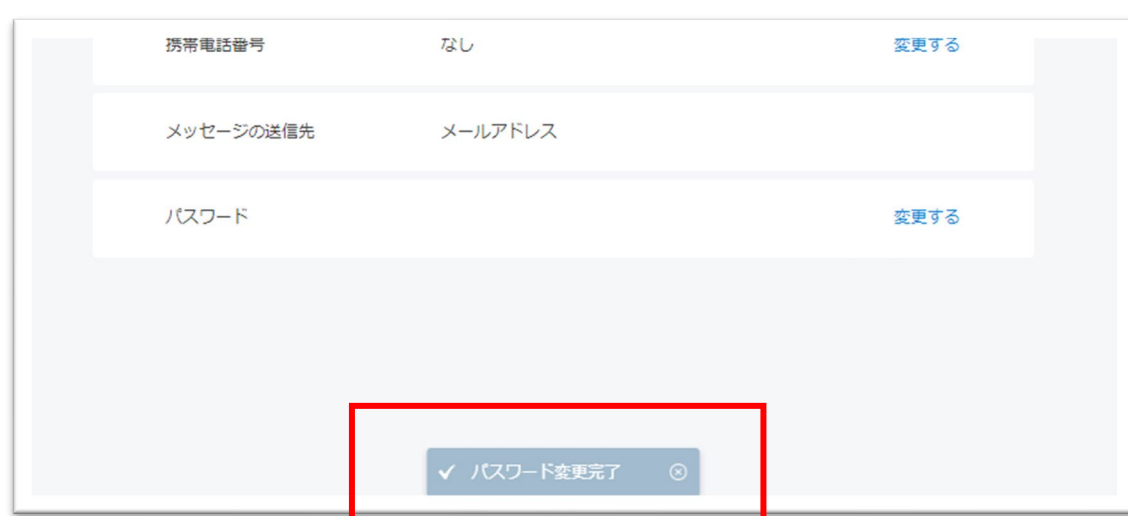 携帯電話番号 なし 変更する
メッセージの送信先 メールアドレス
パスワード 変更する
パスワード変更完了